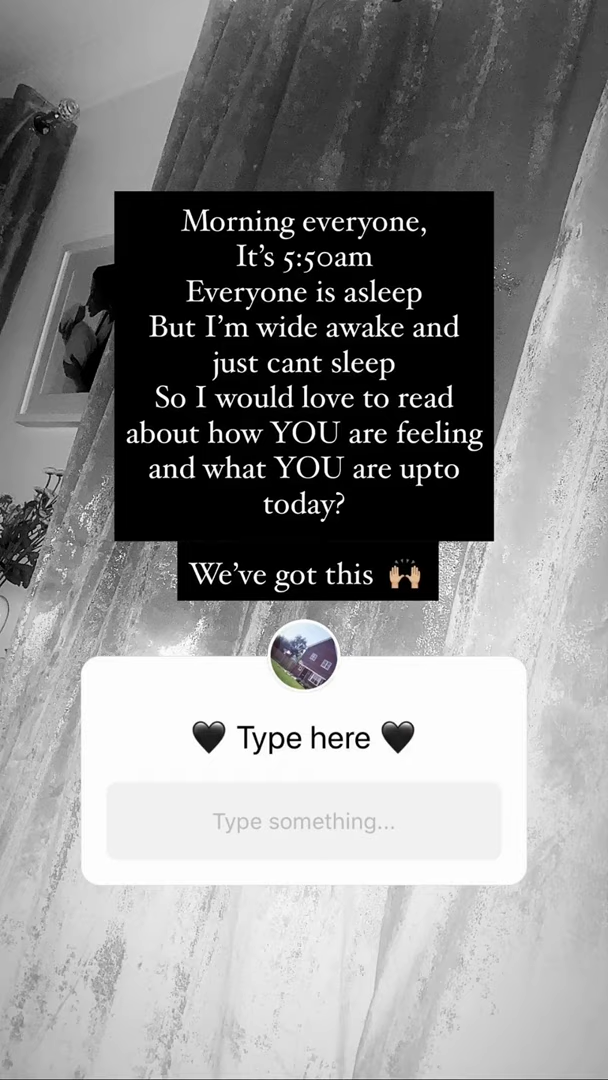 Morning everyone,
It's 5:50am
Everyone is asleep
But I'm wide awake and
just cant sleep
So I would love to read
about how YOU are feeling
and what YOU are upto
today?
We've got this 🙌🏼
🖤 Type here 🖤
Type something...